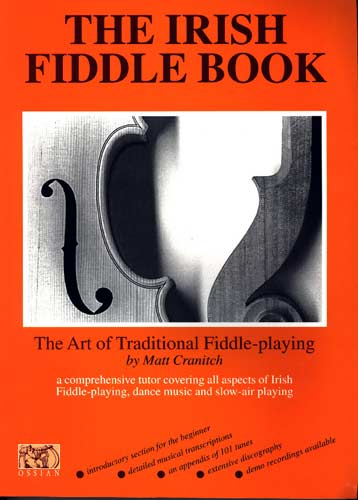 THE IRISH
FIDDLE BOOK
The Art of Traditional Fiddle-playing
by Matt Cranitch
a comprehensive tutor covering all aspects of Irish
Fiddle-playing, dance music and slow-air playing
introductory section for the beginner
detailed musical transcriptions
an appendix of 101 tunes
extensive discography
demo recordings available
OSSIAN